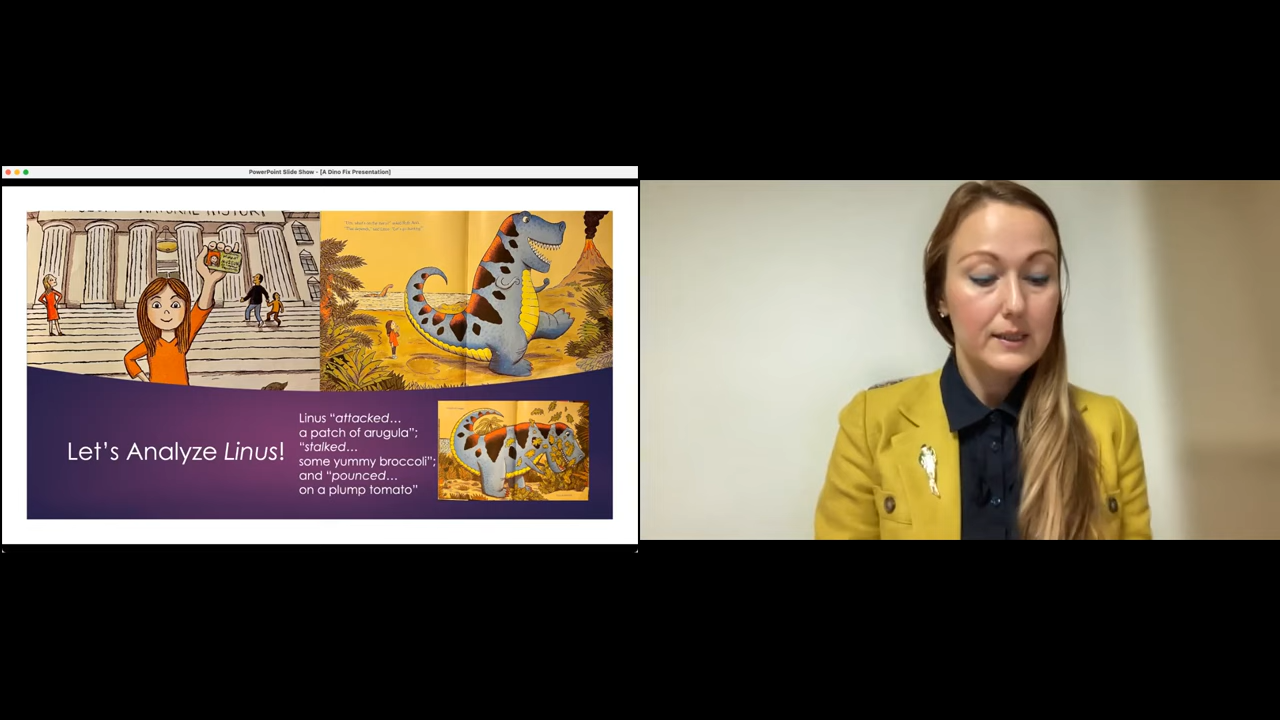 PowerPoint Slide Show - [A Dino Fix Presentation]
NATURAL HISTORY
Let's Analyze Linus!
Linus “attacked…
a patch of arugula”;
“stalked…
some yummy broccoli”;
and “pounced…
on a plump tomato”